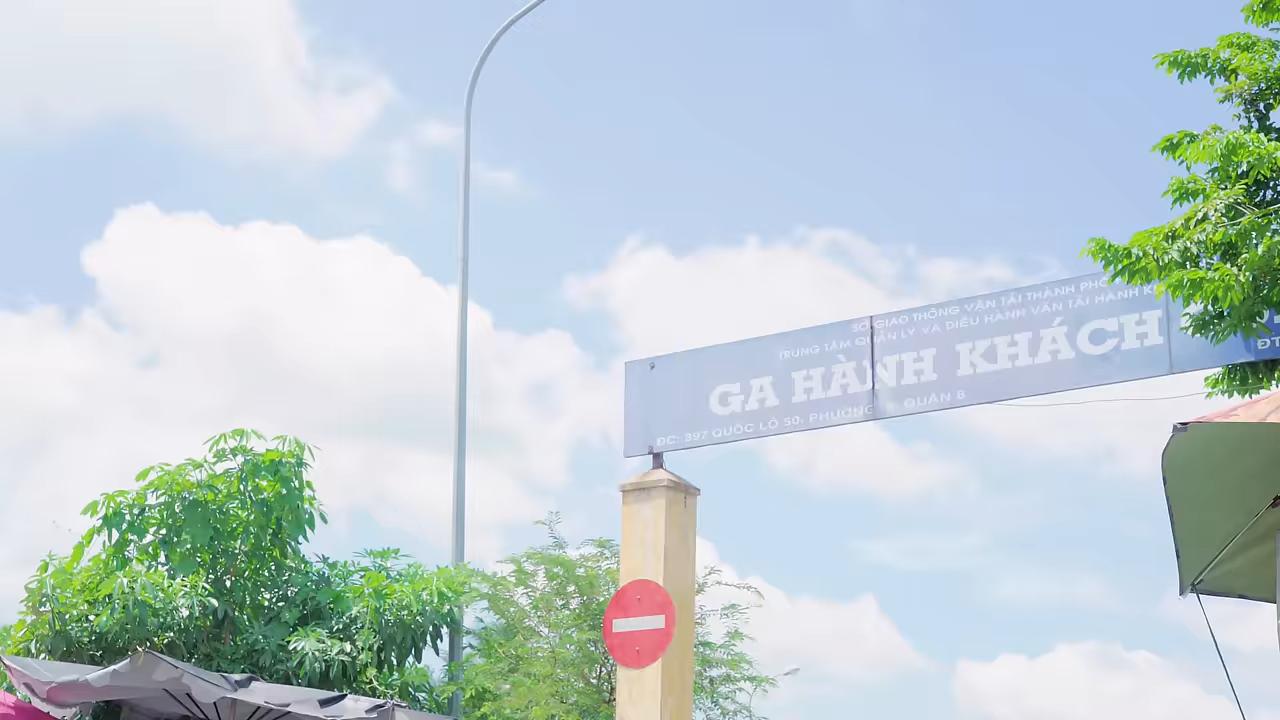 SỞ GIAO THÔNG VẬN TẢI THÀNH PHỐ
TRUNG TÂM QUẢN LÝ VÀ ĐIỀU HÀNH VẬN TẢI HÀNH
GA HÀNH KHÁCH
ĐC: 397 QUỐC LỘ 50, PHƯỜNG QUẬN 8
ĐT